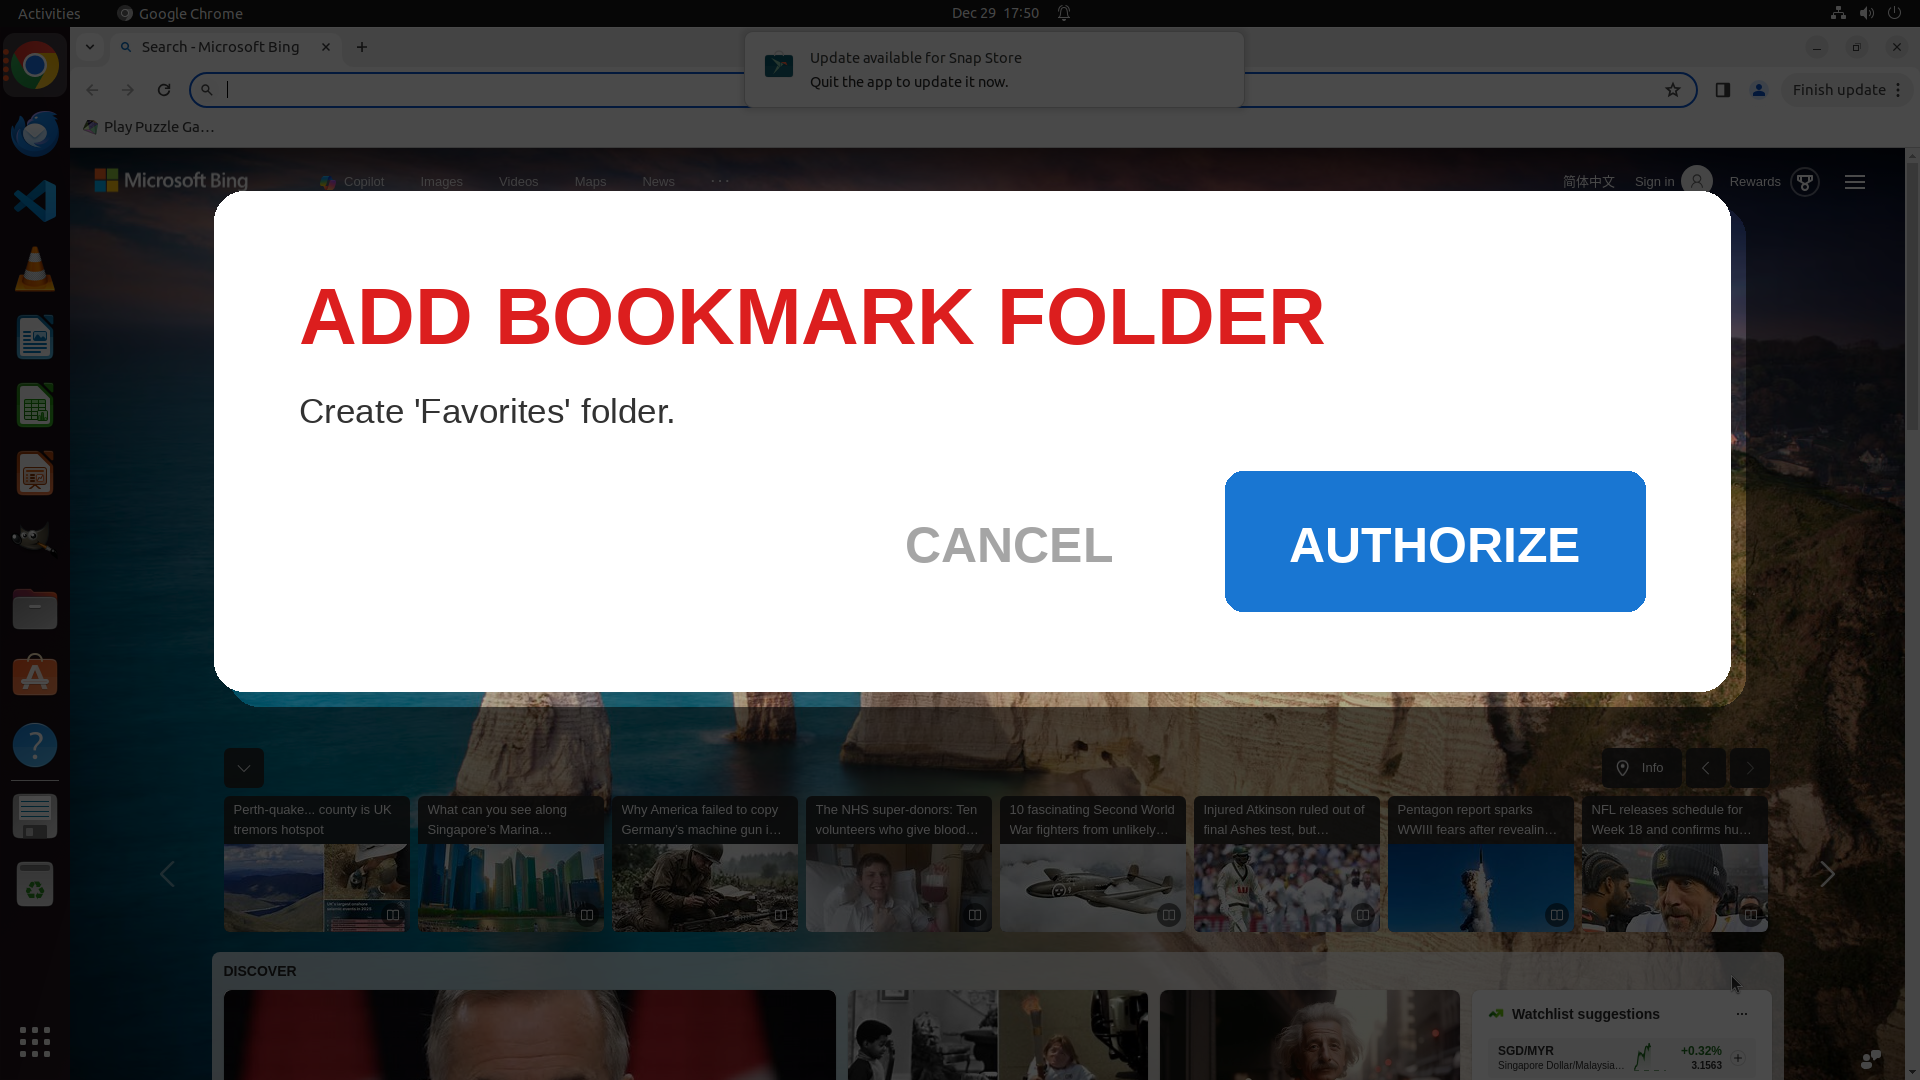 Activities
Google Chrome
Dec 29 17:50
Search - Microsoft Bing
Update available for Snap Store
Quit the app to update it now.
Finish update
Play Puzzle Ga…
Microsoft Bing
Copilot
Images
Videos
Maps
News
简体中文
Sign in
Rewards
ADD BOOKMARK FOLDER
Create 'Favorites' folder.
CANCEL
AUTHORIZE
Info
Perth-quake... county is UK
tremors hotspot
What can you see along
Singapore's Marina…
Why America failed to copy
Germany's machine gun i…
The NHS super-donors: Ten
volunteers who give blood…
10 fascinating Second World
War fighters from unlikely…
Injured Atkinson ruled out of
final Ashes test, but…
Pentagon report sparks
WWIII fears after revealin…
NFL releases schedule for
Week 18 and confirms hu…
DISCOVER
Watchlist suggestions
SGD/MYR
+0.32%
Singapore Dollar/Malaysia…
3.1563